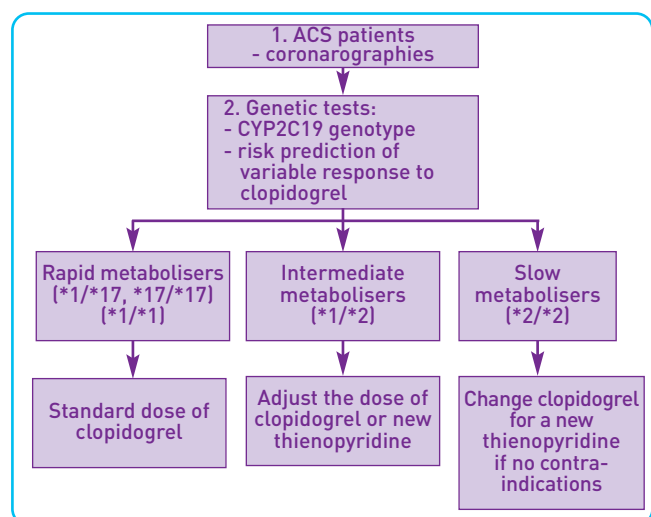 1. ACS patients
- coronarographies
2. Genetic tests:
- CYP2C19 genotype
- risk prediction of
variable response to
clopidogrel
Rapid metabolisers
(*1/*17, *17/*17)
(*1/*1)
Intermediate
metabolisers
(*1/*2)
Slow
metabolisers
(*2/*2)
Standard dose of
clopidogrel
Adjust the dose of
clopidogrel or new
thienopyridine
Change clopidogrel
for a new
thienopyridine
if no contra-
indications